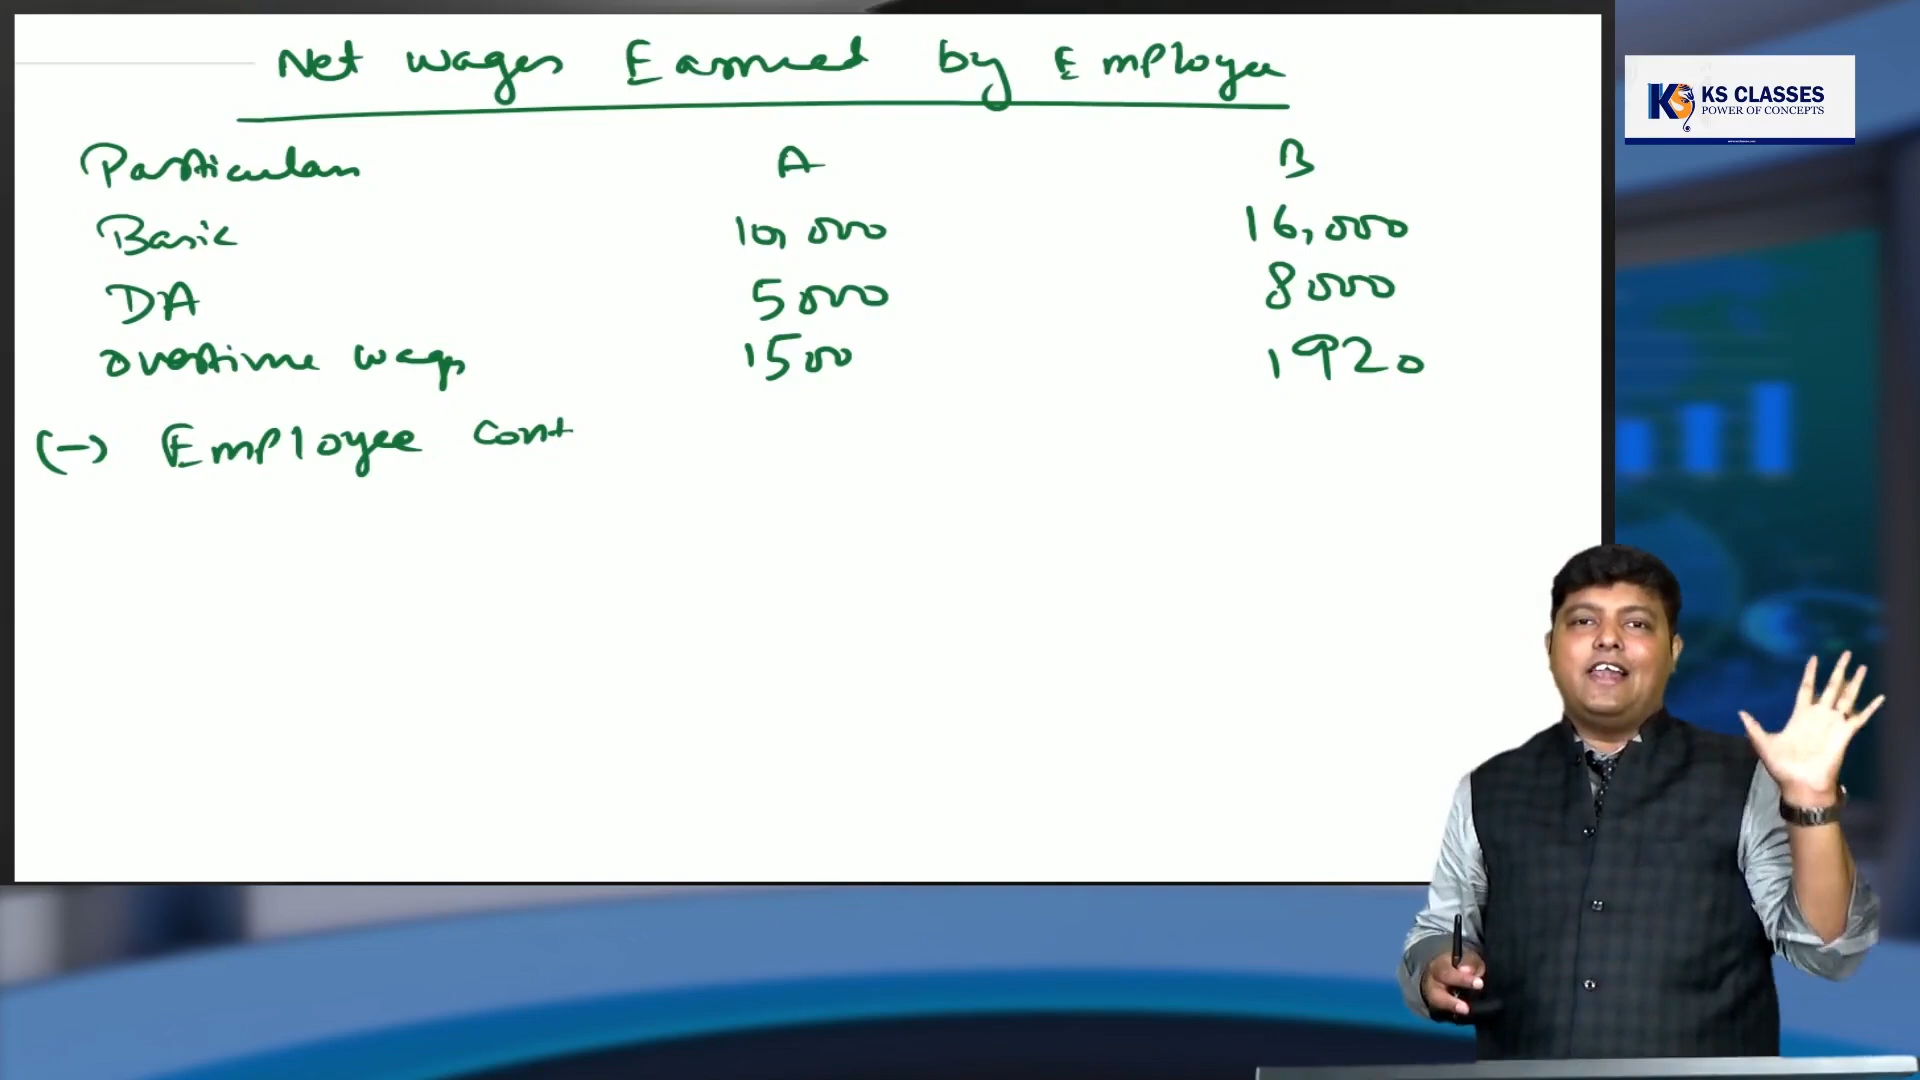 Net wages Earned by Employee
Particulars A B
Basic 10,000 16,000
DA 5000 8000
overtime wages 1500 1920
(-) Employee cont
KS CLASSES
POWER OF CONCEPTS